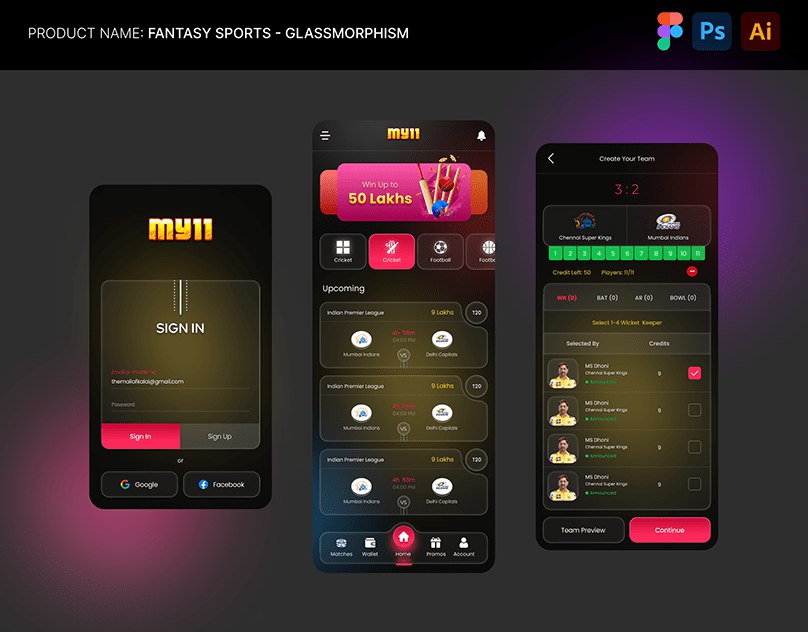 PRODUCT NAME: FANTASY SPORTS - GLASSMORPHISM
Ps
Ai
my11
SIGN IN
Email or mobile no.
themailofealai@gmail.com
Password
Sign In
Sign Up
or
Google
Facebook
my11
Win Up to
50 Lakhs
Cricket
Cricket
Football
Footba
Upcoming
Indian Premier League
9 Lakhs
T20
4h 56m
04:00 PM
Mumbai Indians
VS
Delhi Capitals
Indian Premier League
9 Lakhs
T20
4h 56m
04:00 PM
Mumbai Indians
VS
Delhi Capitals
Indian Premier League
9 Lakhs
T20
4h 56m
04:00 PM
Mumbai Indians
VS
Delhi Capitals
Matches
Wallet
Home
Promos
Account
Create Your Team
3 : 2
Chennai Super Kings
Mumbai Indians
1 2 3 4 5 6 7 8 9 10 11
Credit Left: 50
Players: 11/11
WK (0)
BAT (0)
AR (0)
BOWL (0)
Select 1-4 Wicket Keeper
Selected By
Credits
MS Dhoni
Chennai Super Kings
Announced
9
MS Dhoni
Chennai Super Kings
Announced
9
MS Dhoni
Chennai Super Kings
Announced
9
MS Dhoni
Chennai Super Kings
Announced
9
Team Preview
Continue